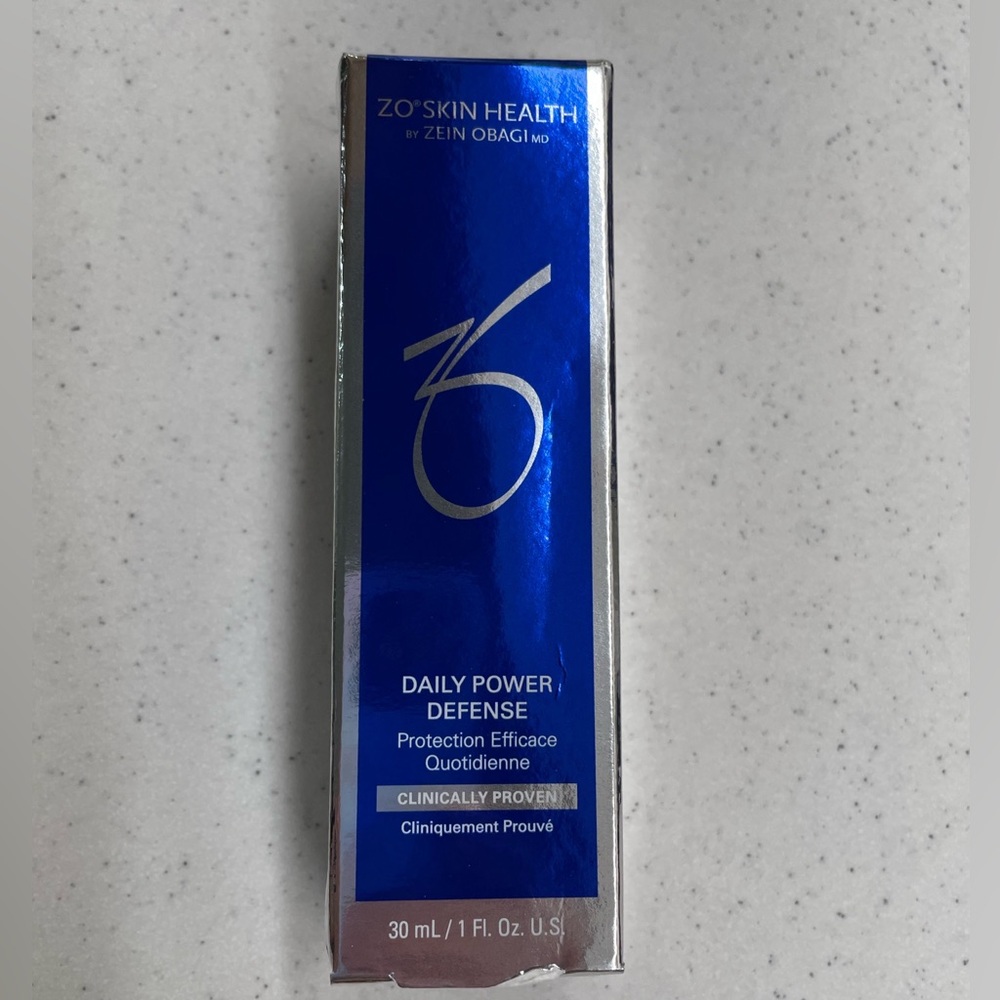 ZO® SKIN HEALTH
BY ZEIN OBAGI MD
ZO
DAILY POWER
DEFENSE
Protection Efficace
Quotidienne
CLINICALLY PROVEN
Cliniquement Prouvé
30 mL / 1 Fl. Oz. U.S.